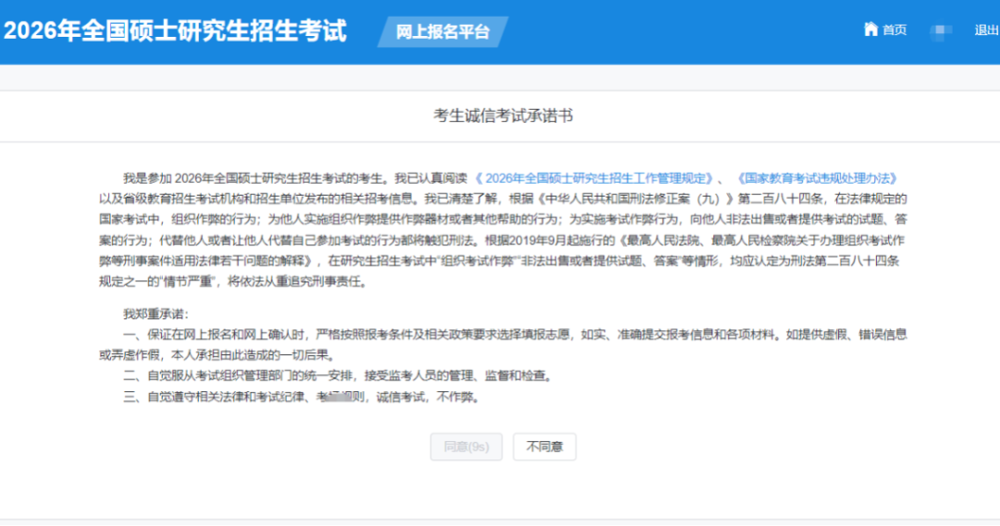 2026年全国硕士研究生招生考试 网上报名平台 首页 退出
考生诚信考试承诺书
我是参加 2026年全国硕士研究生招生考试的考生。我已认真阅读 《 2026年全国硕士研究生招生工作管理规定》、 《国家教育考试违规处理办法》
以及省级教育招生考试机构和招生单位发布的相关招考信息。我已清楚了解，根据《中华人民共和国刑法修正案（九）》第二百八十四条，在法律规定的
国家考试中，组织作弊的行为；为他人实施组织作弊提供作弊器材或者其他帮助的行为；为实施考试作弊行为，向他人非法出售或者提供考试的试题、答
案的行为；代替他人或者让他人代替自己参加考试的行为都将触犯刑法。根据2019年9月起施行的《最高人民法院、最高人民检察院关于办理组织考试作
弊等刑事案件适用法律若干问题的解释》，在研究生招生考试中“组织考试作弊”“非法出售或者提供试题、答案”等情形，均应认定为刑法第二百八十四条
规定之一的“情节严重”，将依法从重追究刑事责任。
我郑重承诺：
一、保证在网上报名和网上确认时，严格按照报考条件及相关政策要求选择填报志愿，如实、准确提交报考信息和各项材料。如提供虚假、错误信息
或弄虚作假，本人承担由此造成的一切后果。
二、自觉服从考试组织管理部门的统一安排，接受监考人员的管理、监督和检查。
三、自觉遵守相关法律和考试纪律、考场规则，诚信考试，不作弊。
同意(9s) 不同意